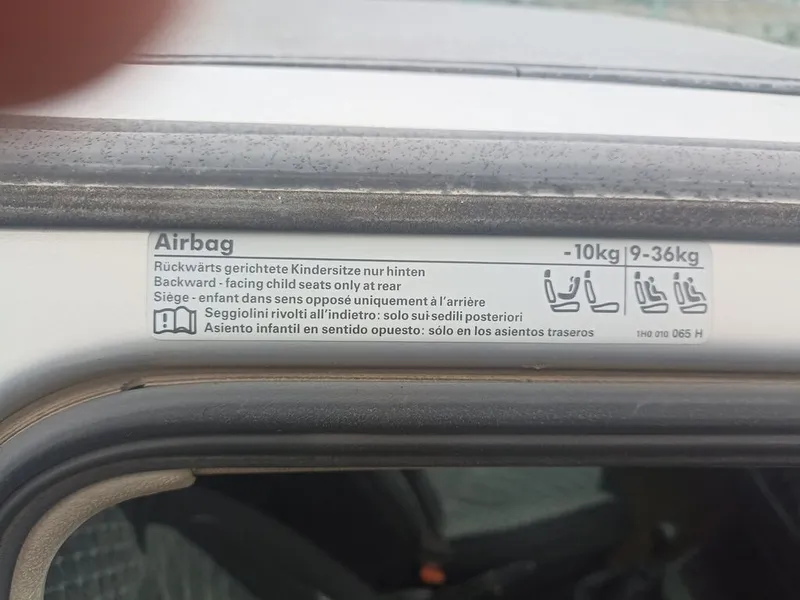 Airbag
-10kg 9-36kg
Rückwärts gerichtete Kindersitze nur hinten
Backward - facing child seats only at rear
Siège - enfant dans sens opposé uniquement à l'arrière
Seggiolini rivolti all'indietro: solo sui sedili posteriori
Asiento infantil en sentido opuesto: sólo en los asientos traseros
1H0 010 065 H